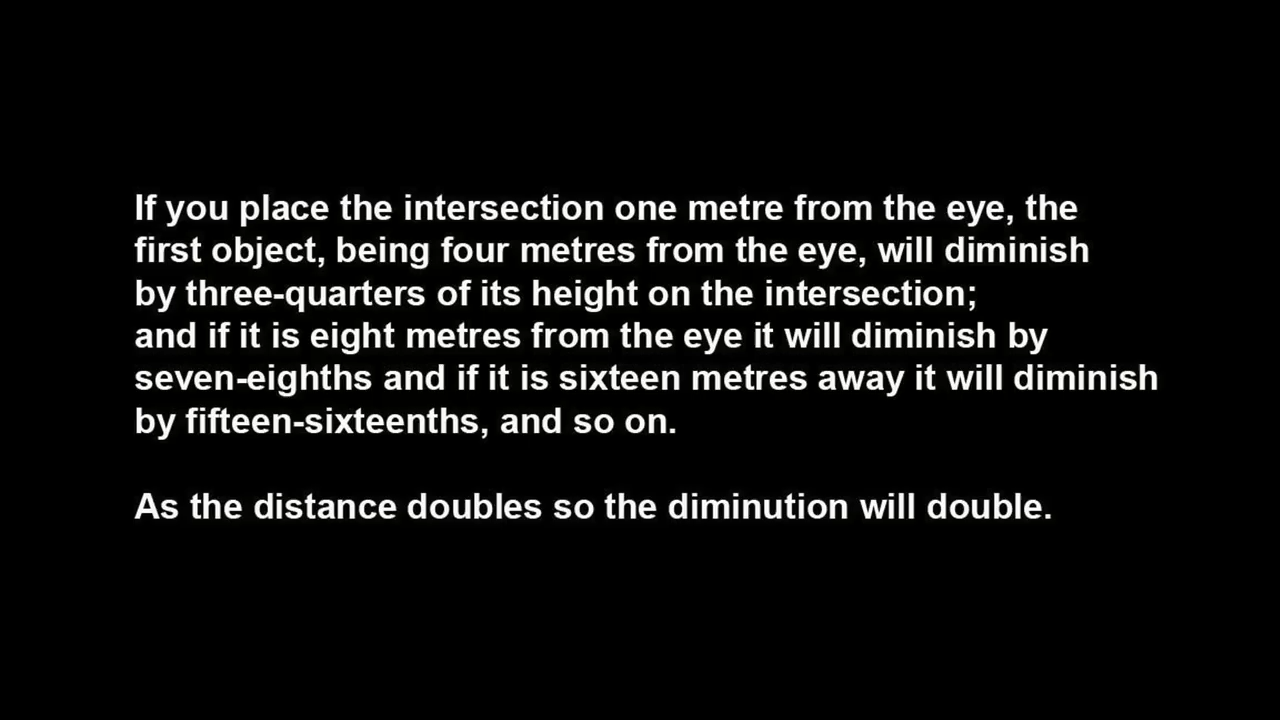 If you place the intersection one metre from the eye, the
first object, being four metres from the eye, will diminish
by three-quarters of its height on the intersection;
and if it is eight metres from the eye it will diminish by
seven-eighths and if it is sixteen metres away it will diminish
by fifteen-sixteenths, and so on.
As the distance doubles so the diminution will double.